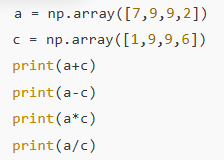 a = np.array([7,9,9,2])
c = np.array([1,9,9,6])
print(a+c)
print(a-c)
print(a*c)
print(a/c)